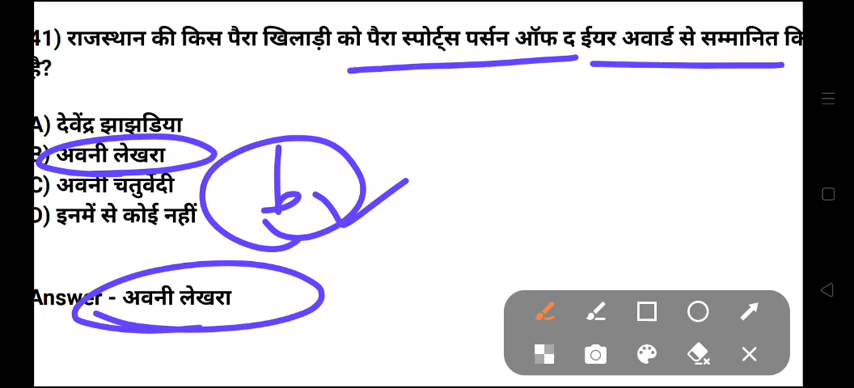 41) राजस्थान की किस पैरा खिलाड़ी को पैरा स्पोर्ट्स पर्सन ऑफ द ईयर अवार्ड से सम्मानित कि
है?
A) देवेंद्र झाझडिया
B) अवनी लेखरा
C) अवनी चतुर्वेदी
D) इनमें से कोई नहीं
b
Answer - अवनी लेखरा